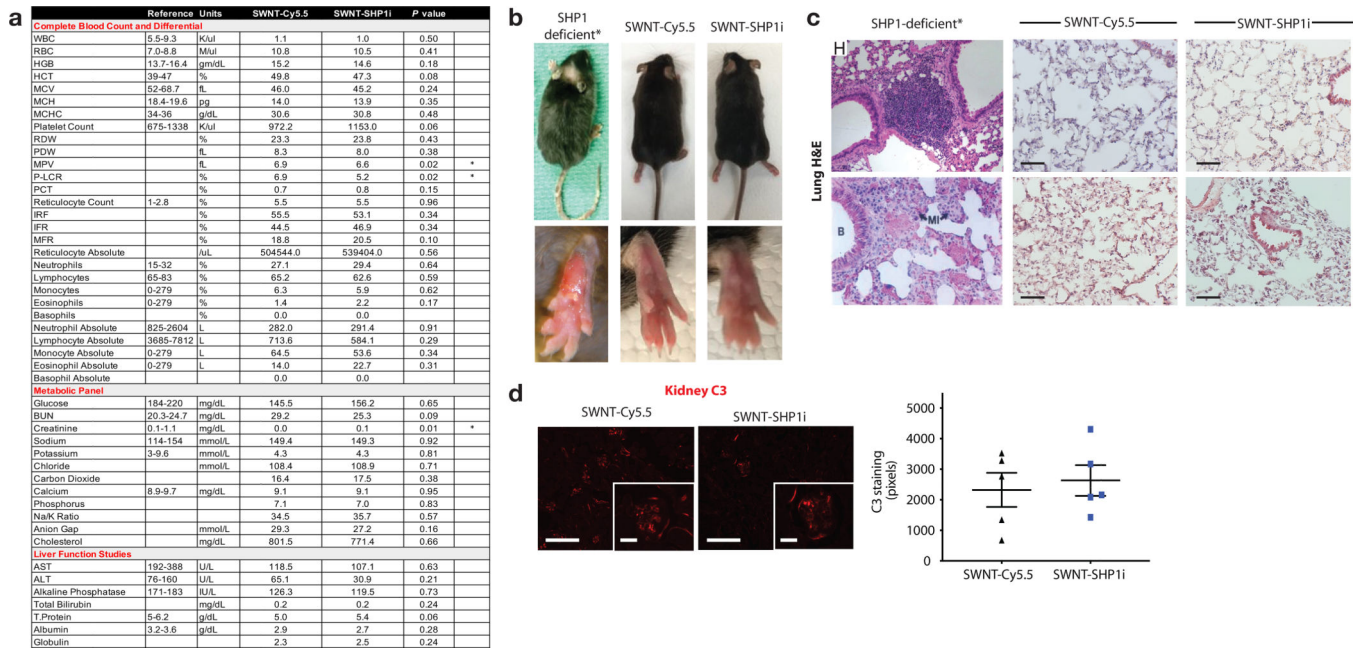 a
Reference Units SWNT-Cy5.5 SWNT-SHP1i P value
Complete Blood Count and Differential
WBC 5.5-9.3 K/ul 1.1 1.0 0.50
RBC 7.0-8.8 M/ul 10.8 10.5 0.41
HGB 13.7-16.4 gm/dL 15.2 14.6 0.18
HCT 39-47 % 49.8 47.3 0.08
MCV 52-68.7 fL 46.0 45.2 0.24
MCH 18.4-19.6 pg 14.0 13.9 0.35
MCHC 34-36 g/dL 30.6 30.8 0.48
Platelet Count 675-1338 K/ul 972.2 1153.0 0.06
RDW % 23.3 23.8 0.43
PDW fL 8.3 8.0 0.38
MPV fL 6.9 6.6 0.02 *
P-LCR % 6.9 5.2 0.02 *
PCT % 0.7 0.8 0.15
Reticulocyte Count 1-2.8 % 5.5 5.5 0.96
IRF % 55.5 53.1 0.34
IFR % 44.5 46.9 0.34
MFR % 18.8 20.5 0.10
Reticulocyte Absolute /uL 504544.0 539404.0 0.56
Neutrophils 15-32 % 27.1 29.4 0.64
Lymphocytes 65-83 % 65.2 62.6 0.59
Monocytes 0-279 % 6.3 5.9 0.62
Eosinophils 0-279 % 1.4 2.2 0.17
Basophils % 0.0 0.0
Neutrophil Absolute 825-2604 L 282.0 291.4 0.91
Lymphocyte Absolute 3685-7812 L 713.6 584.1 0.29
Monocyte Absolute 0-279 L 64.5 53.6 0.34
Eosinophil Absolute 0-279 L 14.0 22.7 0.31
Basophil Absolute 0.0 0.0
Metabolic Panel
Glucose 184-220 mg/dL 145.5 156.2 0.65
BUN 20.3-24.7 mg/dL 29.2 25.3 0.09
Creatinine 0.1-1.1 mg/dL 0.0 0.1 0.01 *
Sodium 114-154 mmol/L 149.4 149.3 0.92
Potassium 3-9.6 mmol/L 4.3 4.3 0.81
Chloride mmol/L 108.4 108.9 0.71
Carbon Dioxide 16.4 17.5 0.38
Calcium 8.9-9.7 mg/dL 9.1 9.1 0.95
Phosphorus 7.1 7.0 0.83
Na/K Ratio 34.5 35.7 0.57
Anion Gap mmol/L 29.3 27.2 0.16
Cholesterol mg/dL 801.5 771.4 0.66
Liver Function Studies
AST 192-388 U/L 118.5 107.1 0.63
ALT 76-160 U/L 65.1 30.9 0.21
Alkaline Phosphatase 171-183 IU/L 126.3 119.5 0.73
Total Bilirubin mg/dL 0.2 0.2 0.24
T.Protein 5-6.2 g/dL 5.0 5.4 0.06
Albumin 3.2-3.6 g/dL 2.9 2.7 0.28
Globulin 2.3 2.5 0.24
b
SHP1 deficient* SWNT-Cy5.5 SWNT-SHP1i
c
SHP1-deficient* SWNT-Cy5.5 SWNT-SHP1i
Lung H&E
H
B
MI
d
Kidney C3
SWNT-Cy5.5 SWNT-SHP1i
C3 staining
(pixels)
5000
4000
3000
2000
1000
0
SWNT-Cy5.5 SWNT-SHP1i